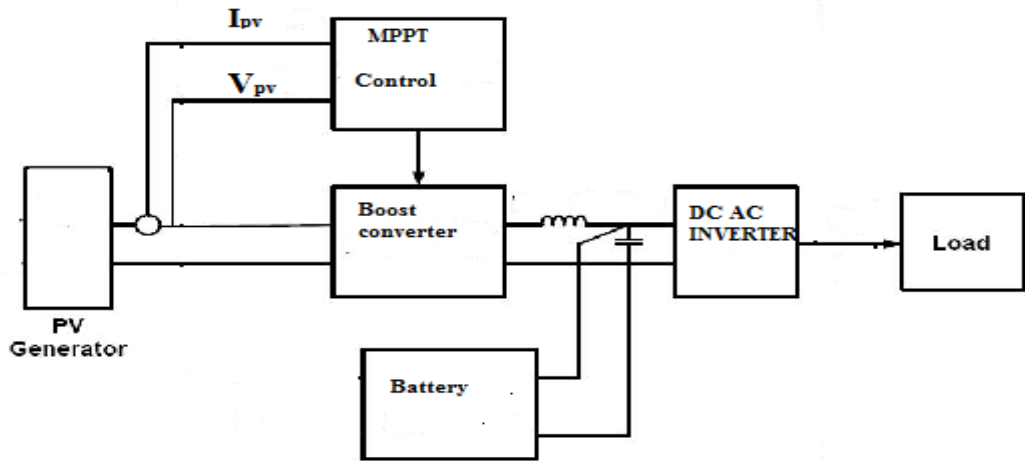 Ipv
MPPT
Control
Vpv
Boost
converter
DC AC
INVERTER
Load
PV
Generator
Battery